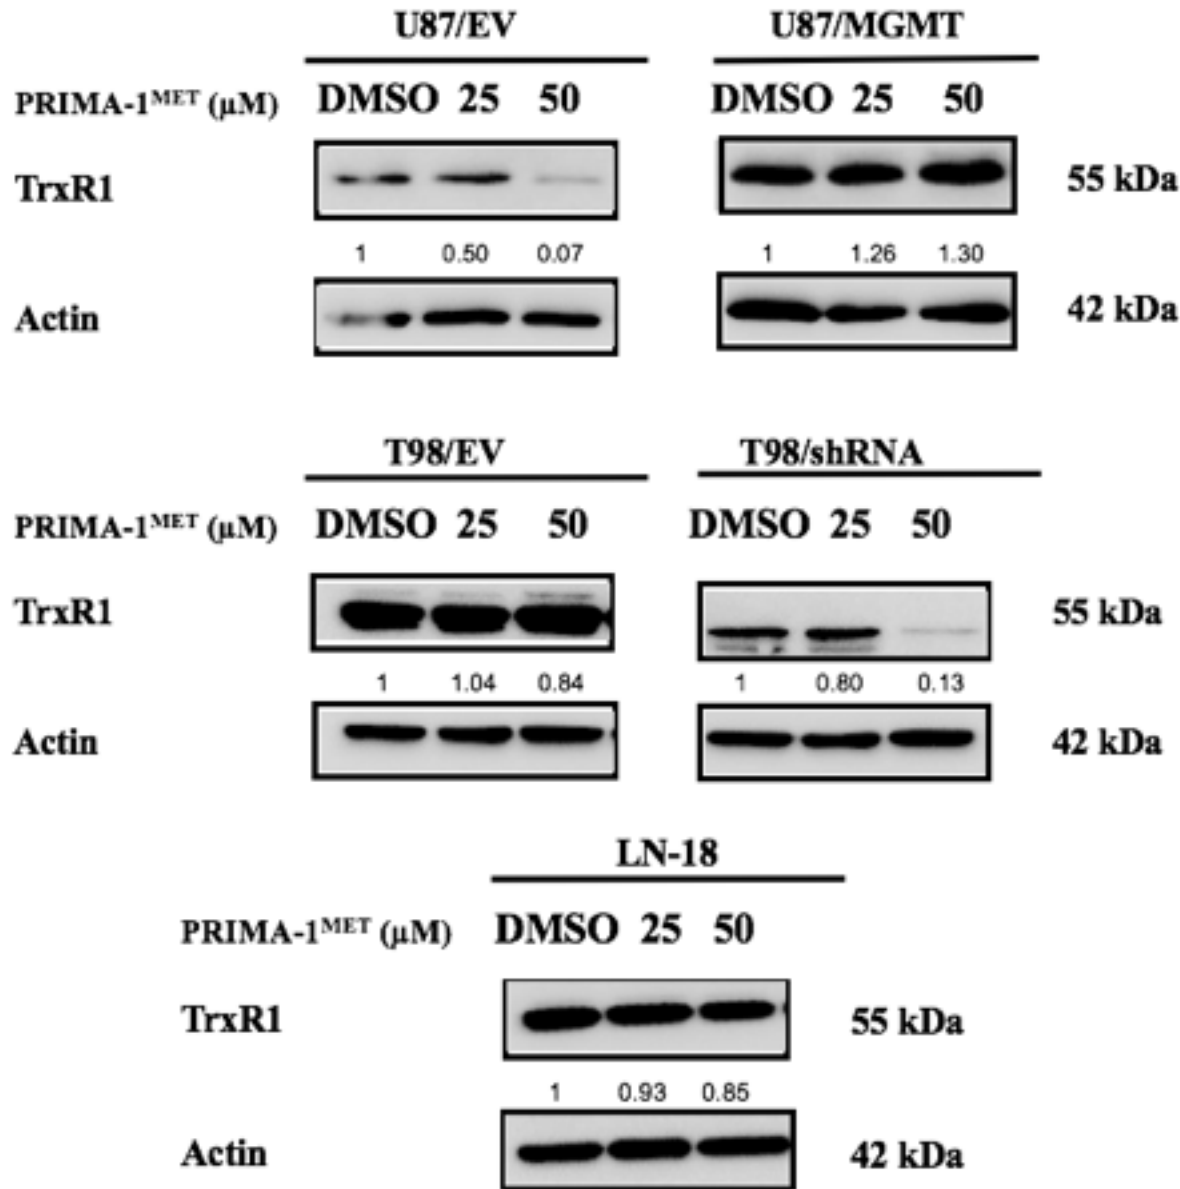 U87/EV U87/MGMT
PRIMA-1ᴹᴱᵀ (µM) DMSO 25 50 DMSO 25 50
TrxR1 55 kDa
1 0.50 0.07 1 1.26 1.30
Actin 42 kDa
T98/EV T98/shRNA
PRIMA-1ᴹᴱᵀ (µM) DMSO 25 50 DMSO 25 50
TrxR1 55 kDa
1 1.04 0.84 1 0.80 0.13
Actin 42 kDa
LN-18
PRIMA-1ᴹᴱᵀ (µM) DMSO 25 50
TrxR1 55 kDa
1 0.93 0.85
Actin 42 kDa